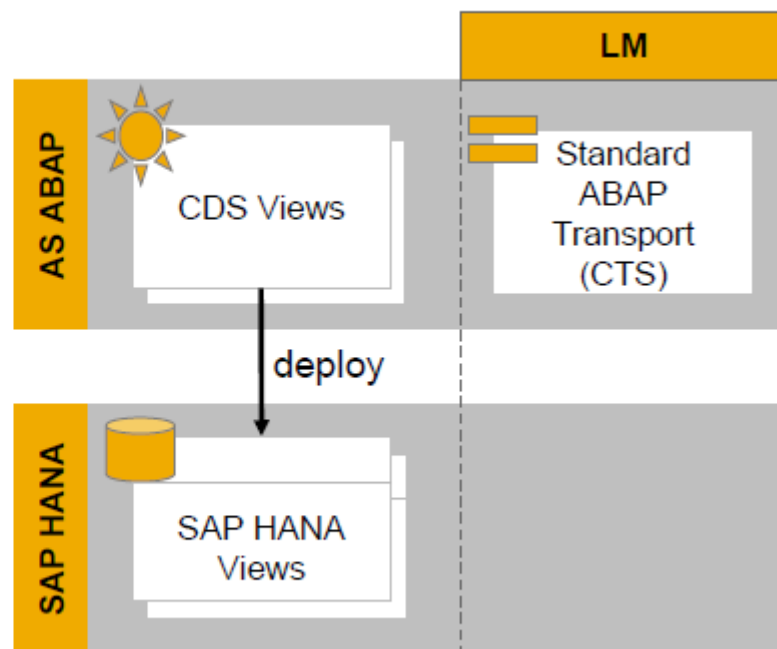 LM
AS ABAP
CDS Views
Standard
ABAP
Transport
(CTS)
deploy
SAP HANA
SAP HANA
Views